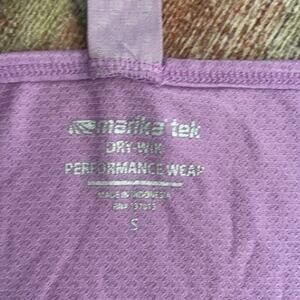 marika tek
DRY-WIK
PERFORMANCE WEAR
MADE IN INDONESIA
S